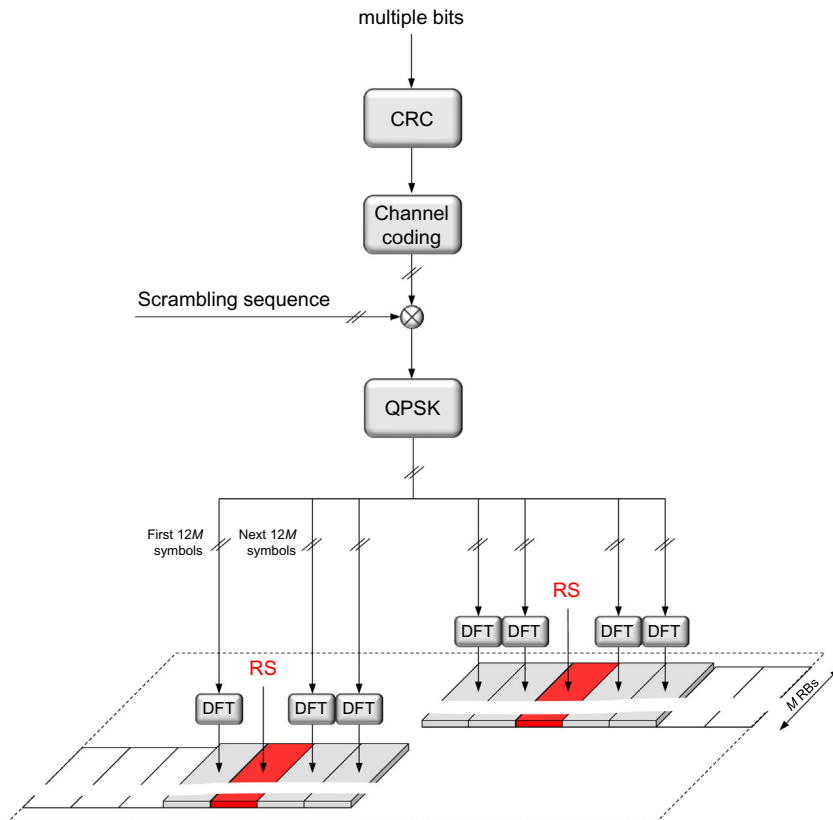 multiple bits
CRC
Channel
coding
Scrambling sequence
QPSK
First 12M
symbols
Next 12M
symbols
RS
DFT
DFT
DFT
DFT
RS
M RBs
DFT
DFT
DFT